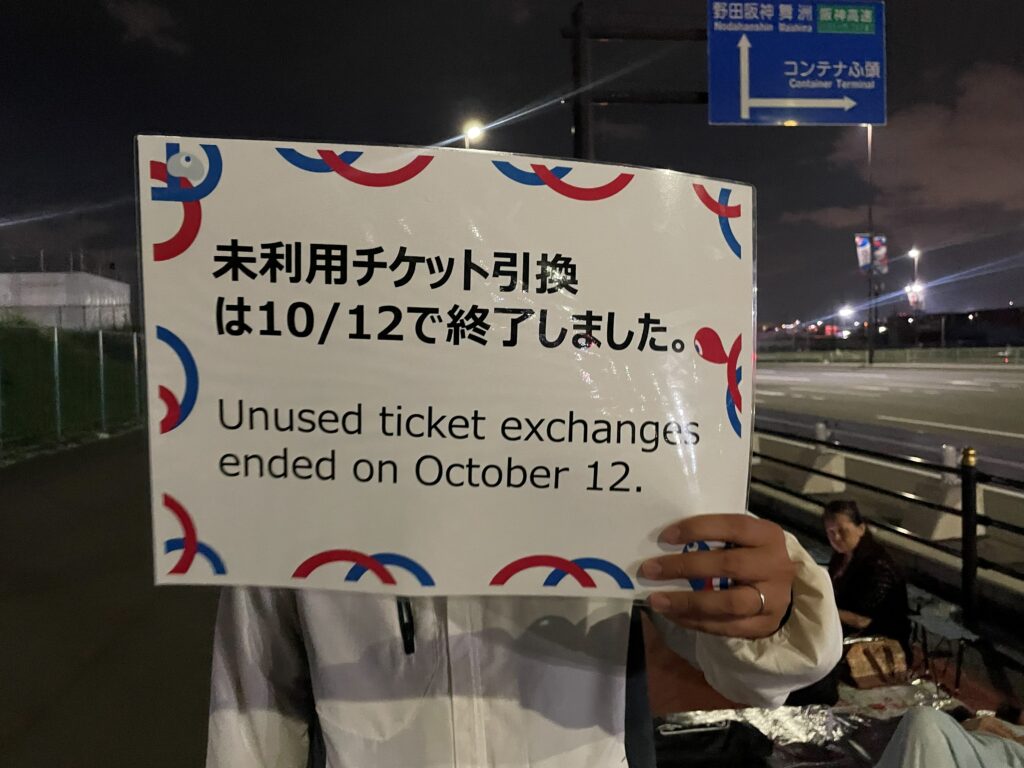 野田阪神 舞洲 阪神高速
Nodahanshin Maishima
コンテナふ頭
Container Terminal
未利用チケット引換
は10/12で終了しました。
Unused ticket exchanges
ended on October 12.